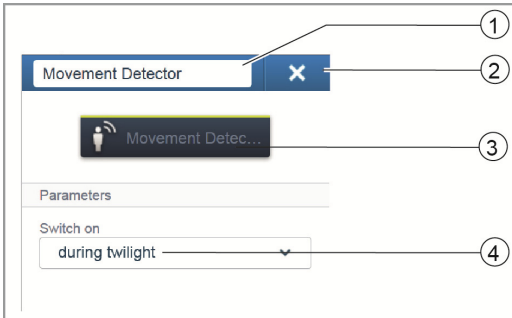 1
Movement Detector
2
Movement Detec...
3
Parameters
Switch on
during twilight
4